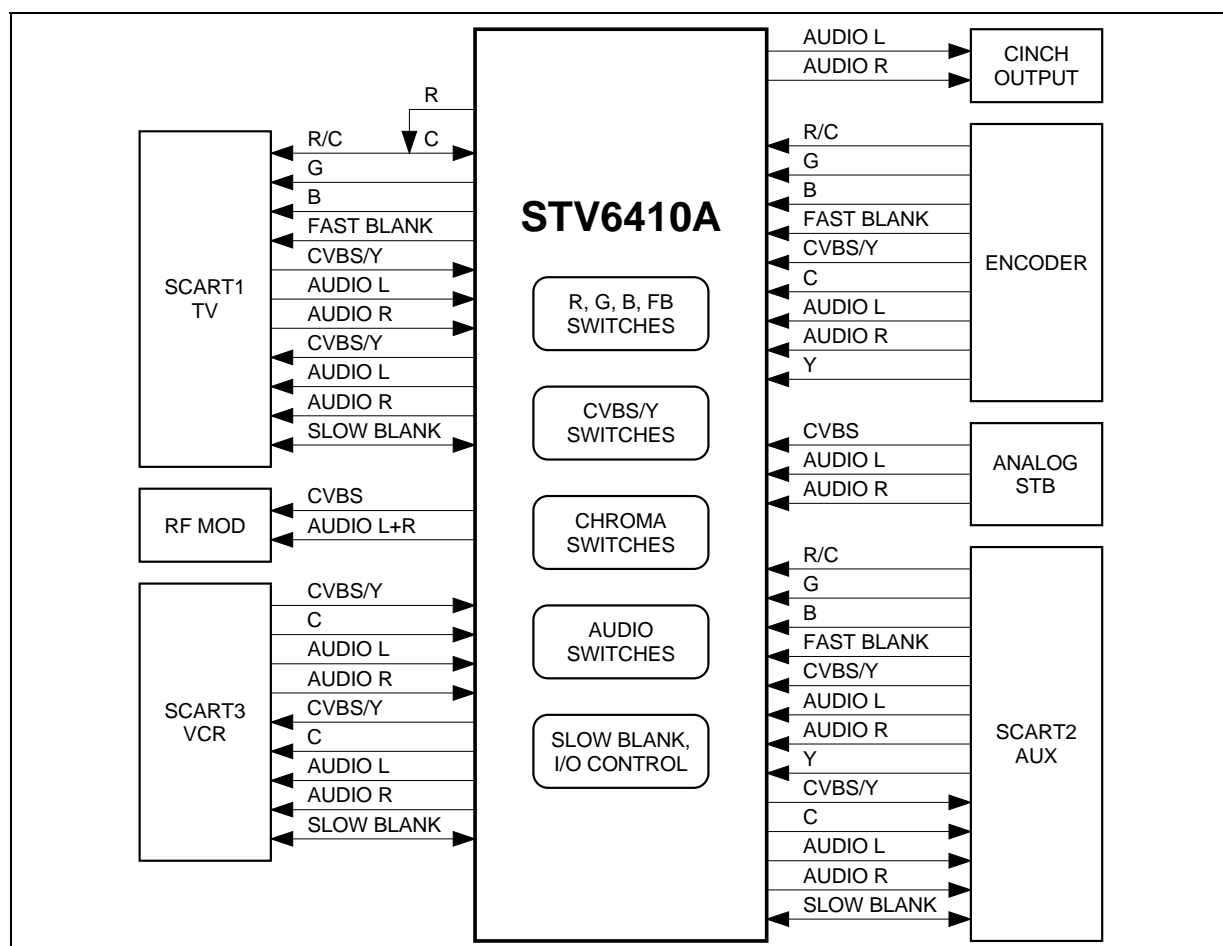 R
R/C
C
G
B
FAST BLANK
CVBS/Y
AUDIO L
AUDIO R
CVBS/Y
AUDIO L
AUDIO R
SLOW BLANK
SCART1
TV
CVBS
AUDIO L+R
RF MOD
CVBS/Y
C
AUDIO L
AUDIO R
CVBS/Y
C
AUDIO L
AUDIO R
SLOW BLANK
SCART3
VCR
STV6410A
R, G, B, FB
SWITCHES
CVBS/Y
SWITCHES
CHROMA
SWITCHES
AUDIO
SWITCHES
SLOW BLANK,
I/O CONTROL
AUDIO L
AUDIO R
CINCH
OUTPUT
R/C
G
B
FAST BLANK
CVBS/Y
C
AUDIO L
AUDIO R
Y
ENCODER
CVBS
AUDIO L
AUDIO R
ANALOG
STB
R/C
G
B
FAST BLANK
CVBS/Y
AUDIO L
AUDIO R
Y
CVBS/Y
C
AUDIO L
AUDIO R
SLOW BLANK
SCART2
AUX